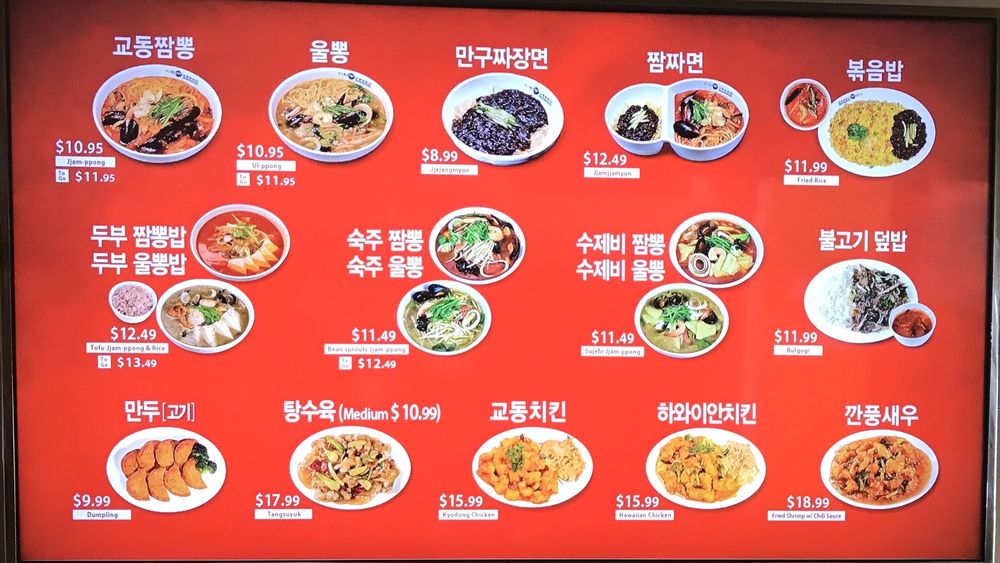 교동짬뽕
$10.95
Jjam-ppong
To Go $11.95
울뽕
$10.95
Ul-ppong
To Go $11.95
만구짜장면
$8.99
Jjajangmyun
짬짜면
$12.49
Jjamjjamyun
볶음밥
$11.99
Fried Rice
두부 짬뽕밥
두부 울뽕밥
$12.49
Tofu Jjam-ppong & Rice
To Go $13.49
숙주 짬뽕
숙주 울뽕
$11.49
Bean sprouts Jjam-ppong
To Go $12.49
수제비 짬뽕
수제비 울뽕
$11.49
Sujebi Jjam-ppong
불고기 덮밥
$11.99
Bulgogi
만두[고기]
$9.99
Dumpling
탕수육 (Medium $10.99)
$17.99
Tangsuyuk
교동치킨
$15.99
Kyodong Chicken
하와이안치킨
$15.99
Hawaiian Chicken
깐풍새우
$18.99
Fried Shrimp w/ Chili Sauce